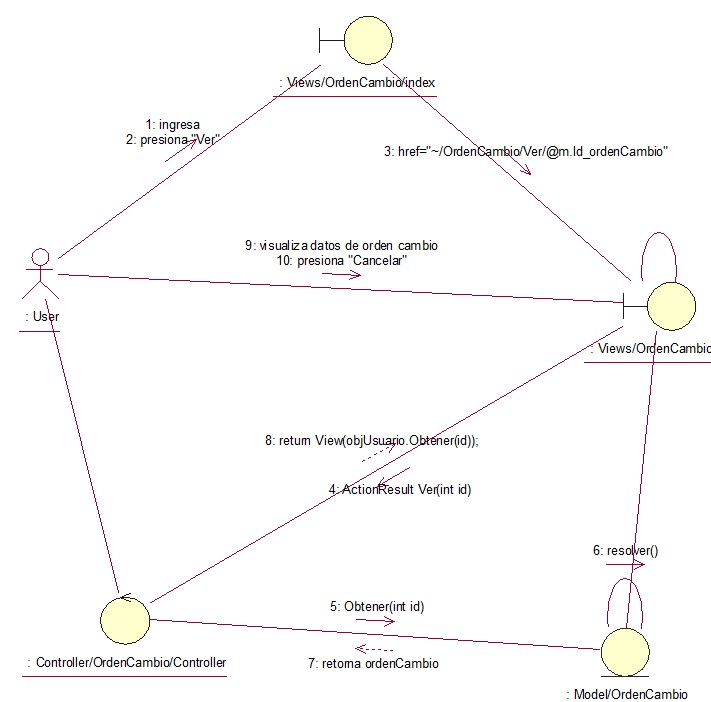 : Views/OrdenCambio/index
1: ingresa
2: presiona "Ver"
3: href="~/OrdenCambio/Ver/@m.Id_ordenCambio"
9: visualiza datos de orden cambio
10: presiona "Cancelar"
: User
: Views/OrdenCambio
8: return View(objUsuario.Obtener(id));
4: ActionResult Ver(int id)
6: resolver()
5: Obtener(int id)
7: retorna ordenCambio
: Controller/OrdenCambio/Controller
: Model/OrdenCambio